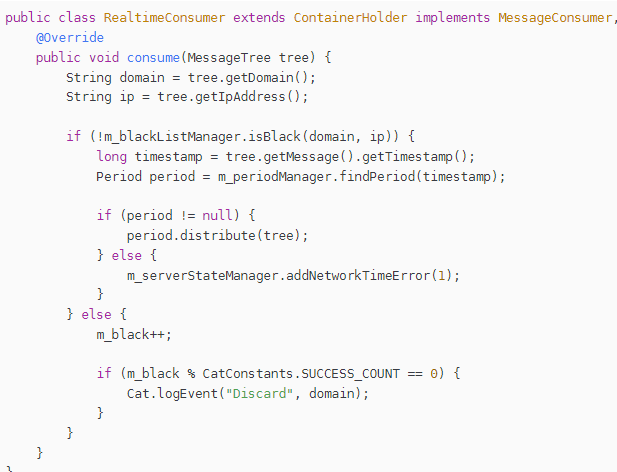 public class RealtimeConsumer extends ContainerHolder implements MessageConsumer,
@Override
public void consume(MessageTree tree) {
String domain = tree.getDomain();
String ip = tree.getIpAddress();
if (!m_blackListManager.isBlack(domain, ip)) {
long timestamp = tree.getMessage().getTimestamp();
Period period = m_periodManager.findPeriod(timestamp);
if (period != null) {
period.distribute(tree);
} else {
m_serverStateManager.addNetworkTimeError(1);
}
} else {
m_black++;
if (m_black % CatConstants.SUCCESS_COUNT == 0) {
Cat.logEvent("Discard", domain);
}
}
}
}